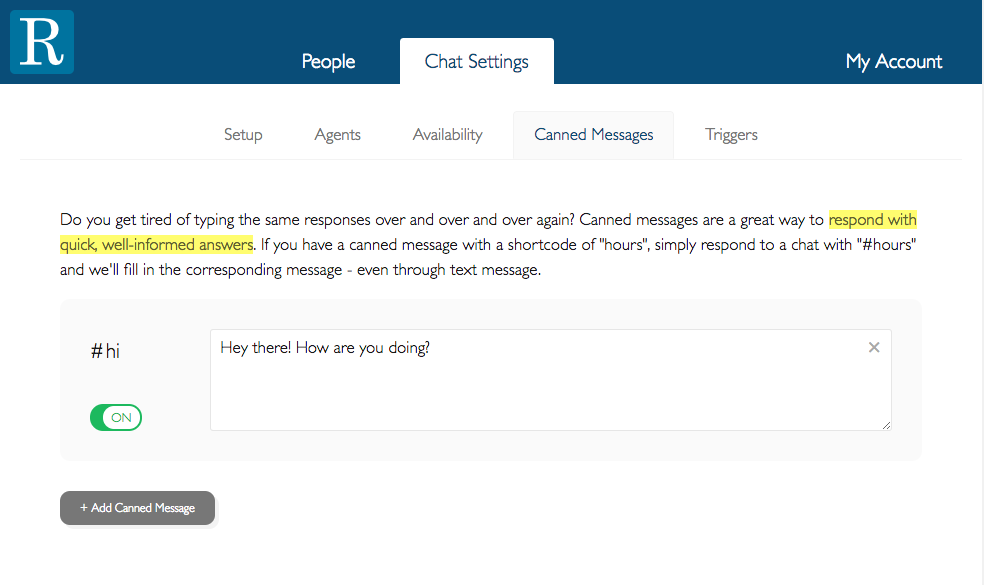 R
People
Chat Settings
My Account
Setup
Agents
Availability
Canned Messages
Triggers
Do you get tired of typing the same responses over and over and over again? Canned messages are a great way to respond with
quick, well-informed answers. If you have a canned message with a shortcode of "hours", simply respond to a chat with "#hours"
and we'll fill in the corresponding message - even through text message.
#hi
Hey there! How are you doing?
ON
+ Add Canned Message